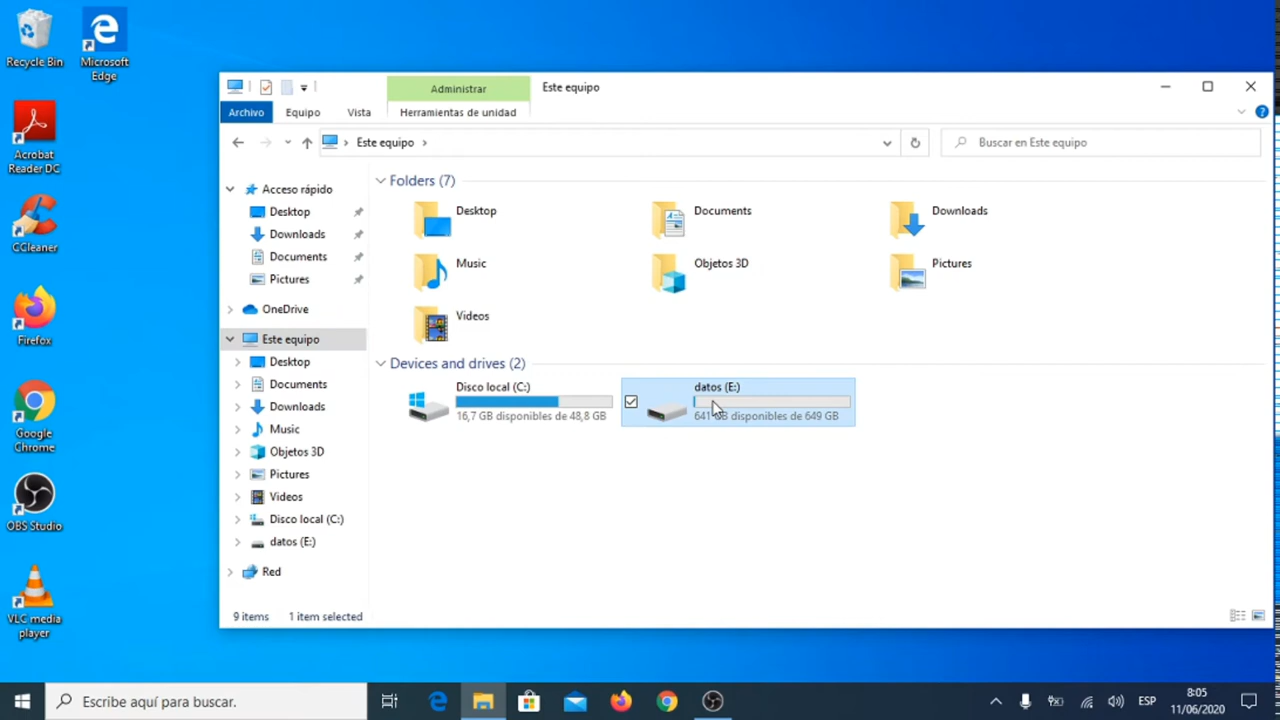 Recycle Bin
Microsoft
Edge
Acrobat
Reader DC
CCleaner
Firefox
Google
Chrome
OBS Studio
VLC media
player
Administrar
Este equipo
Archivo
Equipo
Vista
Herramientas de unidad
Este equipo
Buscar en Este equipo
Acceso rápido
Desktop
Downloads
Documents
Pictures
OneDrive
Este equipo
Desktop
Documents
Downloads
Music
Objetos 3D
Pictures
Videos
Disco local (C:)
datos (E:)
Red
Folders (7)
Desktop
Documents
Downloads
Music
Objetos 3D
Pictures
Videos
Devices and drives (2)
Disco local (C:)
16,7 GB disponibles de 48,8 GB
datos (E:)
641 GB disponibles de 649 GB
9 items
1 item selected
Escribe aquí para buscar.
ESP
8:05
11/06/2020